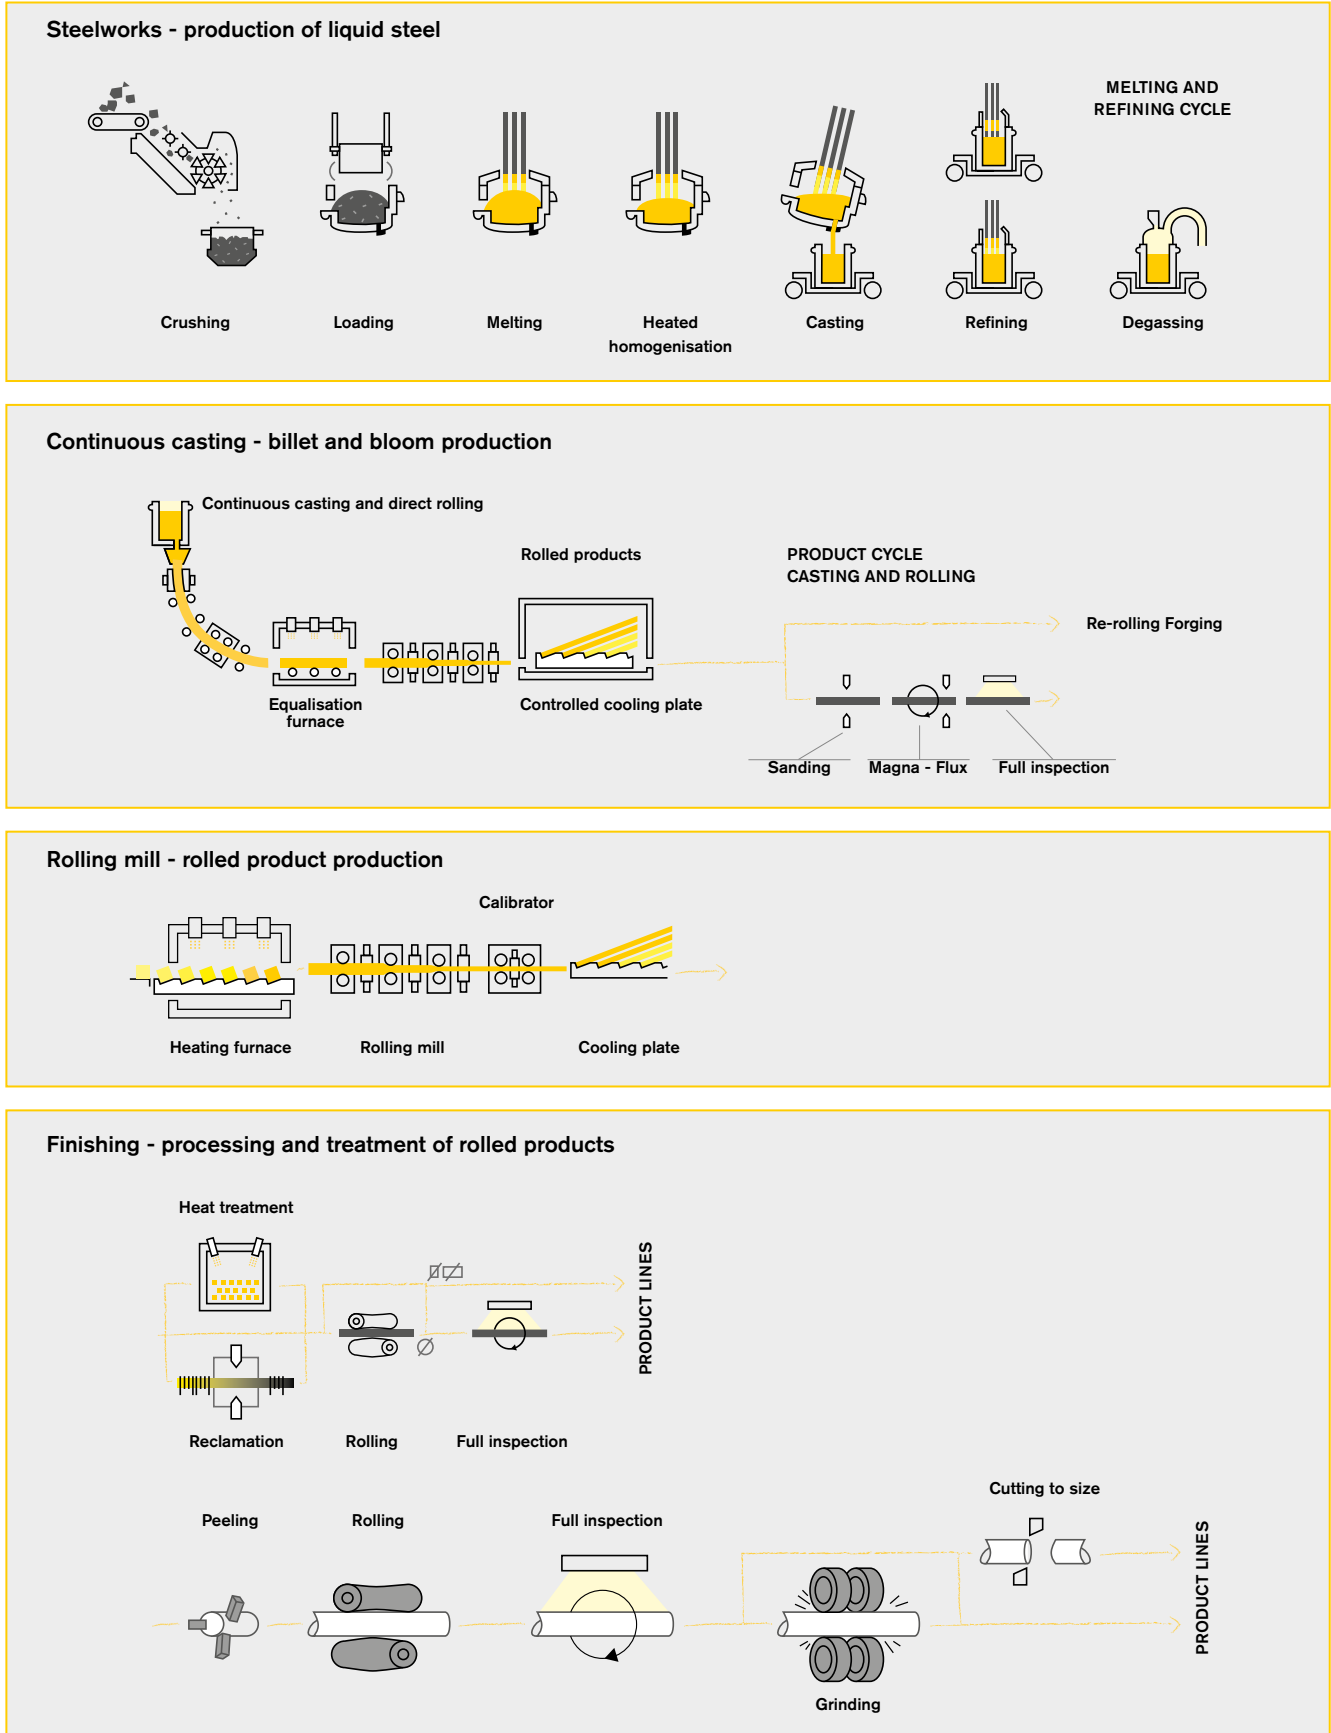 Steelworks - production of liquid steel
MELTING AND
REFINING CYCLE
Crushing
Loading
Melting
Heated
homogenisation
Casting
Refining
Degassing
Continuous casting - billet and bloom production
Continuous casting and direct rolling
Rolled products
PRODUCT CYCLE
CASTING AND ROLLING
Re-rolling Forging
Equalisation
furnace
Controlled cooling plate
Sanding
Magna - Flux
Full inspection
Rolling mill - rolled product production
Calibrator
Heating furnace
Rolling mill
Cooling plate
Finishing - processing and treatment of rolled products
Heat treatment
PRODUCT LINES
Reclamation
Rolling
Full inspection
Cutting to size
Peeling
Rolling
Full inspection
PRODUCT LINES
Grinding